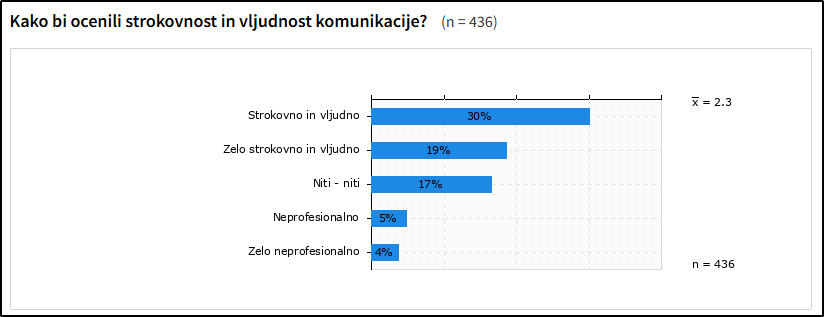 Kako bi ocenili strokovnost in vljudnost komunikacije? (n = 436)
x̅ = 2.3
Strokovno in vljudno 30%
Zelo strokovno in vljudno 19%
Niti - niti 17%
Neprofesionalno 5%
Zelo neprofesionalno 4%
n = 436